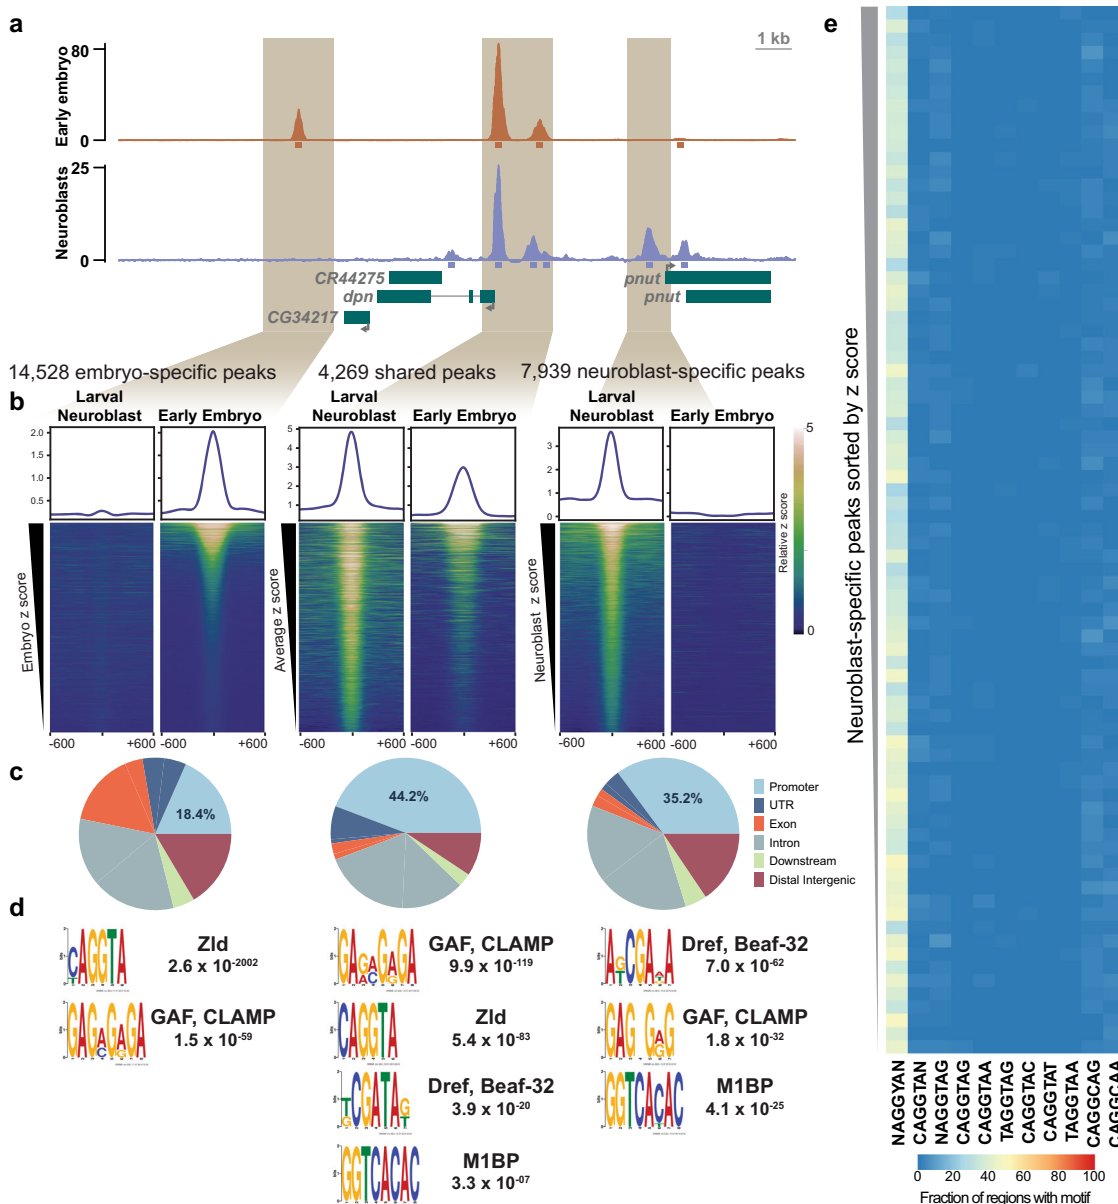 a
80
0
Early embryo
1 kb
25
0
Neuroblasts
CR44275
dpn
CG34217
pnut
pnut
14,528 embryo-specific peaks
4,269 shared peaks
7,939 neuroblast-specific peaks
b
Larval
Neuroblast
Early Embryo
Larval
Neuroblast
Early Embryo
Larval
Neuroblast
Early Embryo
2.0
1.5
1.0
0.5
5
4
3
2
1
0
3
2
1
0
Embryo z score
Average z score
Neuroblast z score
-600
+600
-600
+600
-600
+600
-600
+600
-600
+600
-600
+600
5
0
Relative z score
c
18.4%
44.2%
35.2%
Promoter
UTR
Exon
Intron
Downstream
Distal Intergenic
d
CAGGTA
Zld
2.6 x 10-2002
GAGAGAGA
GAF, CLAMP
1.5 x 10-59
GAGAGAGA
GAF, CLAMP
9.9 x 10-119
CAGGTA
Zld
5.4 x 10-83
TCGATAG
Dref, Beaf-32
3.9 x 10-20
GGTCACAC
M1BP
3.3 x 10-07
Dref, Beaf-32
7.0 x 10-62
GAF, CLAMP
1.8 x 10-32
GGTCACAC
M1BP
4.1 x 10-25
e
Neuroblast-specific peaks sorted by z score
NAGGYAN
CAGGTAN
NAGGTAG
CAGGTAG
CAGGTAA
TAGGTAG
CAGGTAC
CAGGTAT
TAGGTAA
CAGGCAG
CAGGCAA
0 20 40 60 80 100
Fraction of regions with motif